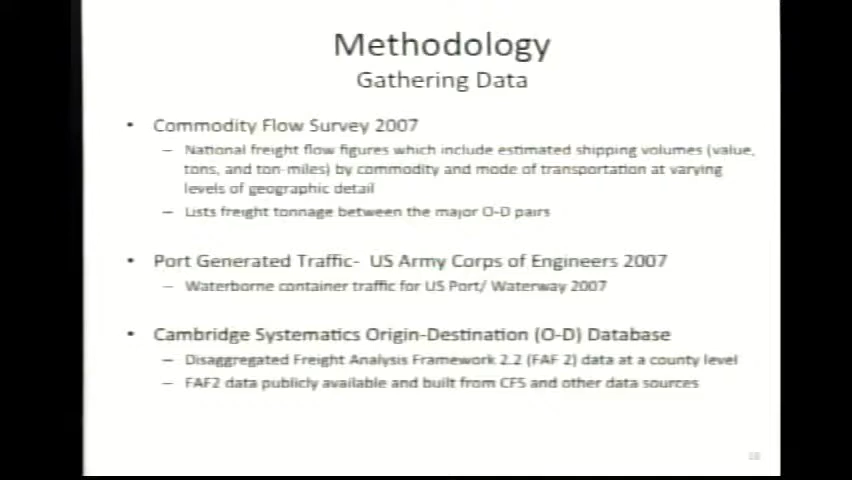 Methodology
Gathering Data
• Commodity Flow Survey 2007
– National freight flow figures which include estimated shipping volumes (value,
tons, and ton-miles) by commodity and mode of transportation at varying
levels of geographic detail
– Lists freight tonnage between the major O-D pairs
• Port Generated Traffic- US Army Corps of Engineers 2007
– Waterborne container traffic for US Port/ Waterway 2007
• Cambridge Systematics Origin-Destination (O-D) Database
– Disaggregated Freight Analysis Framework 2.2 (FAF 2) data at a county level
– FAF2 data publicly available and built from CFS and other data sources